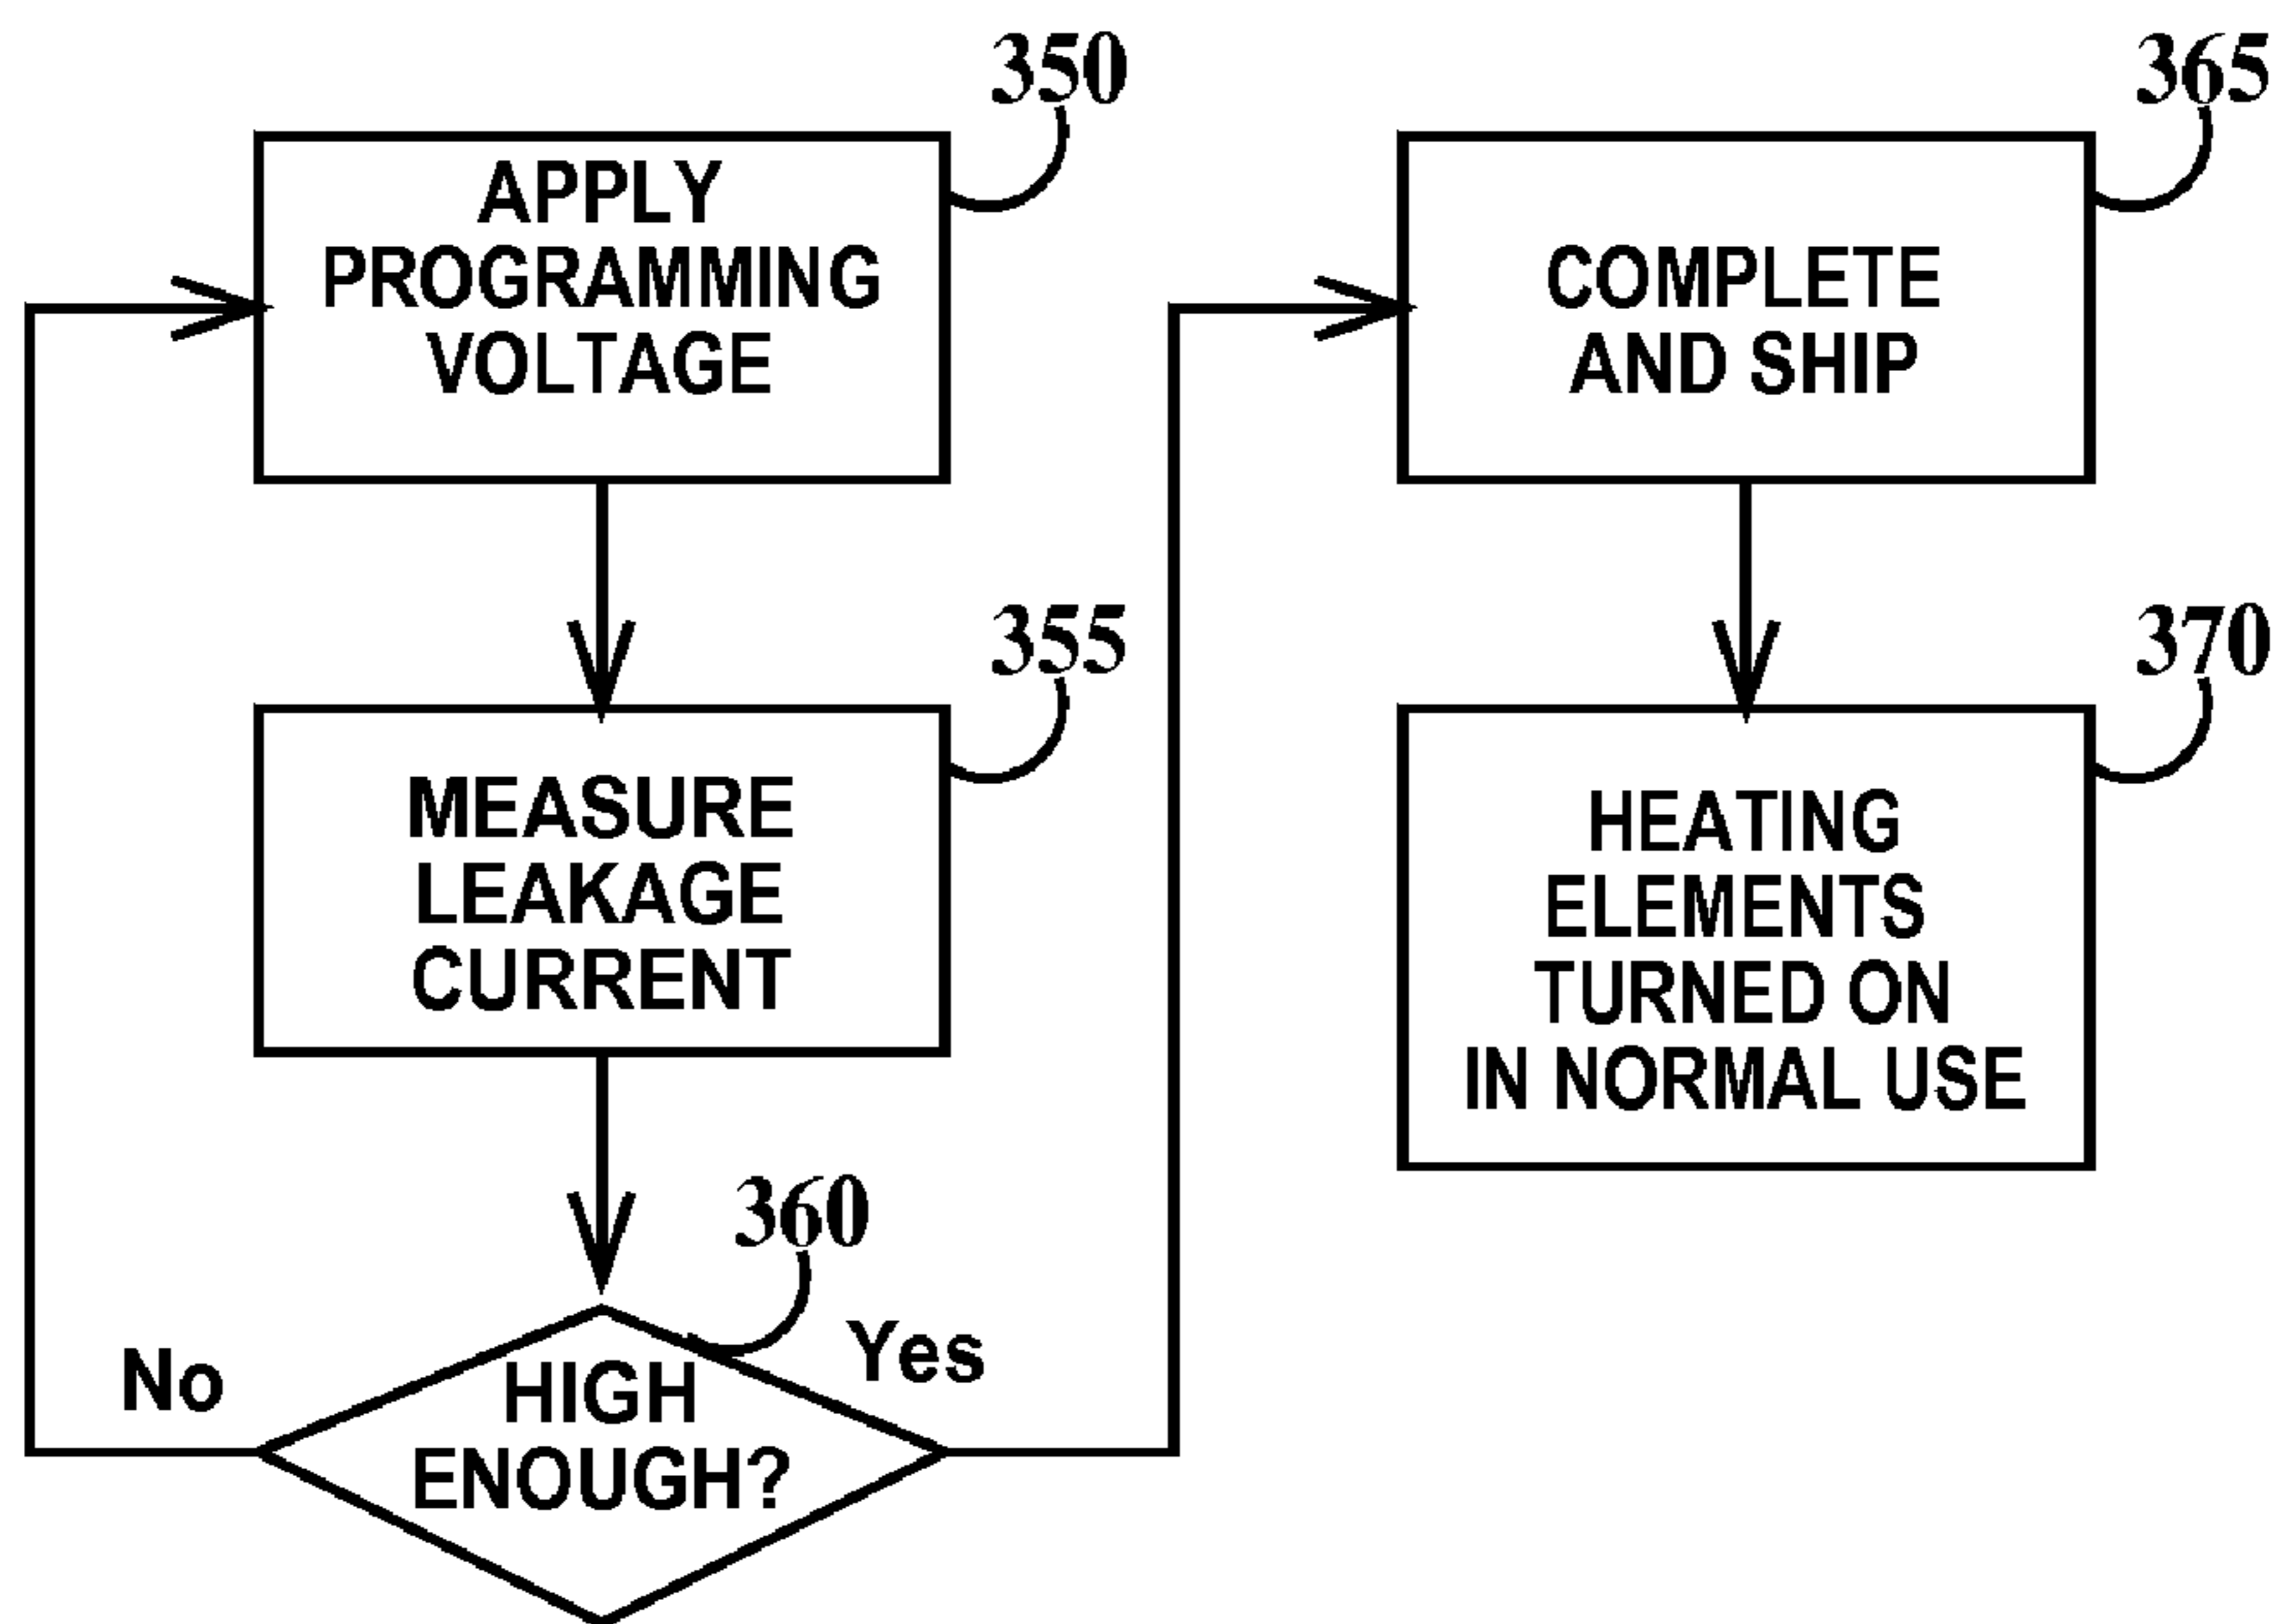 350
APPLY
PROGRAMMING
VOLTAGE
355
MEASURE
LEAKAGE
CURRENT
360
No
Yes
HIGH
ENOUGH?
365
COMPLETE
AND SHIP
370
HEATING
ELEMENTS
TURNED ON
IN NORMAL USE